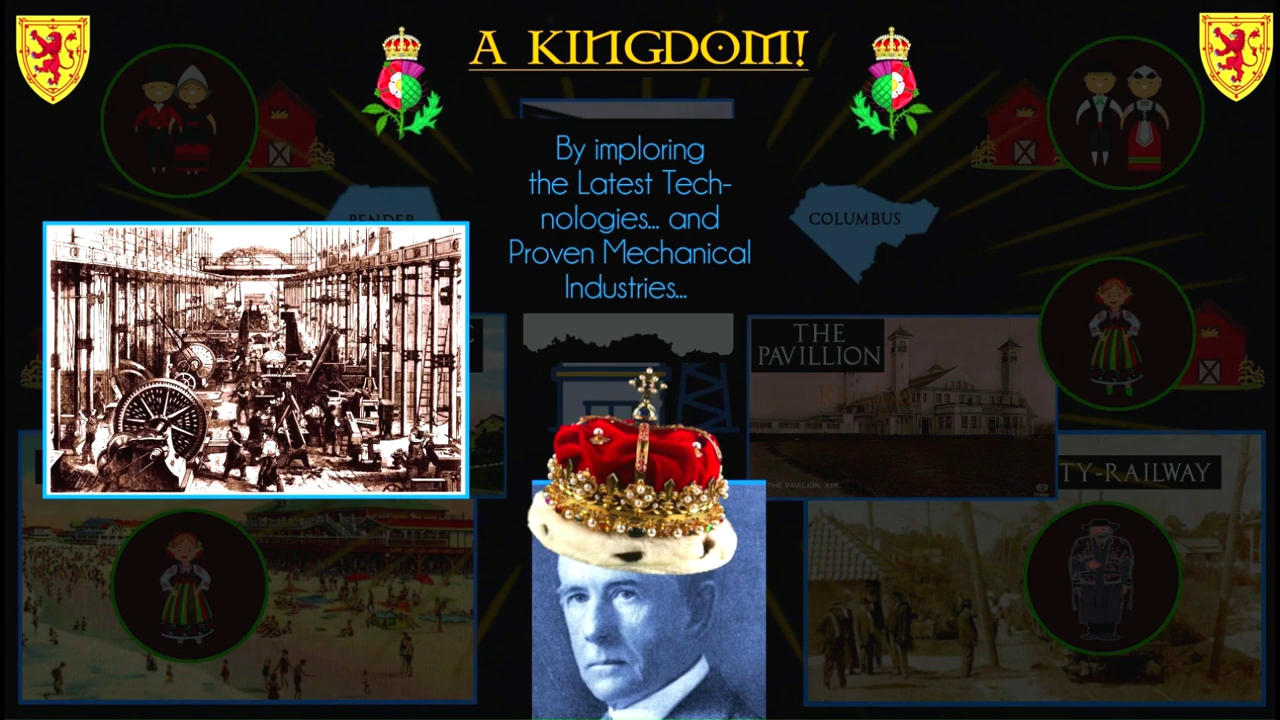 A KINGDOM!
By imploring
the Latest Tech-
nologies... and
Proven Mechanical
Industries...
PENDER
COLUMBUS
THE
PAVILLION
THE PAVILION, AYR.
TY-RAILWAY